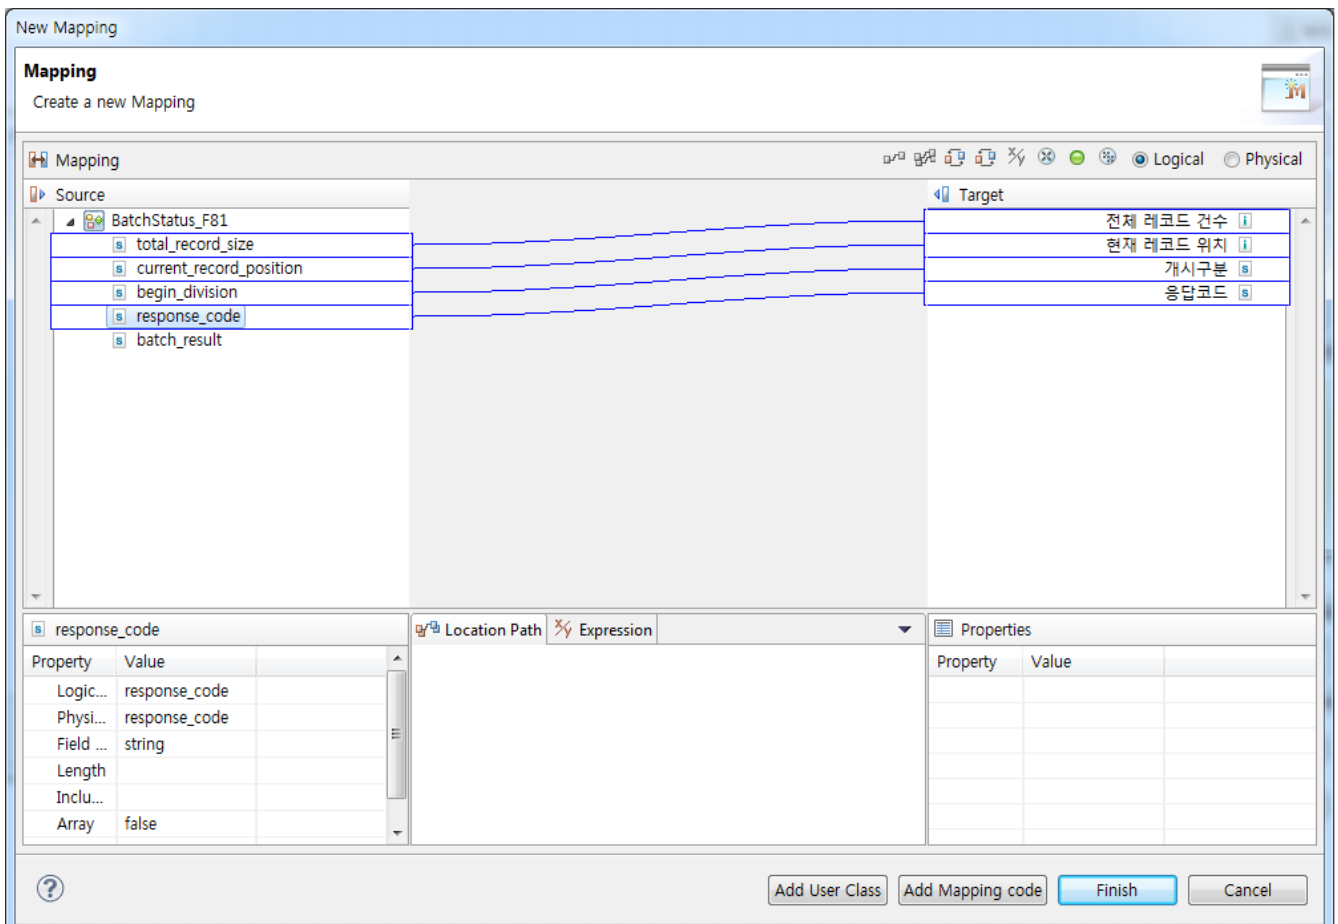 New Mapping
Mapping
Create a new Mapping
Mapping
Logical
Physical
Source
Target
BatchStatus_F81
total_record_size
current_record_position
begin_division
response_code
batch_result
전체 레코드 건수
현재 레코드 위치
개시구분
응답코드
response_code
Location Path
Expression
Properties
Property Value
Logic... response_code
Physi... response_code
Field ... string
Length
Inclu...
Array false
Property Value
Add User Class
Add Mapping code
Finish
Cancel